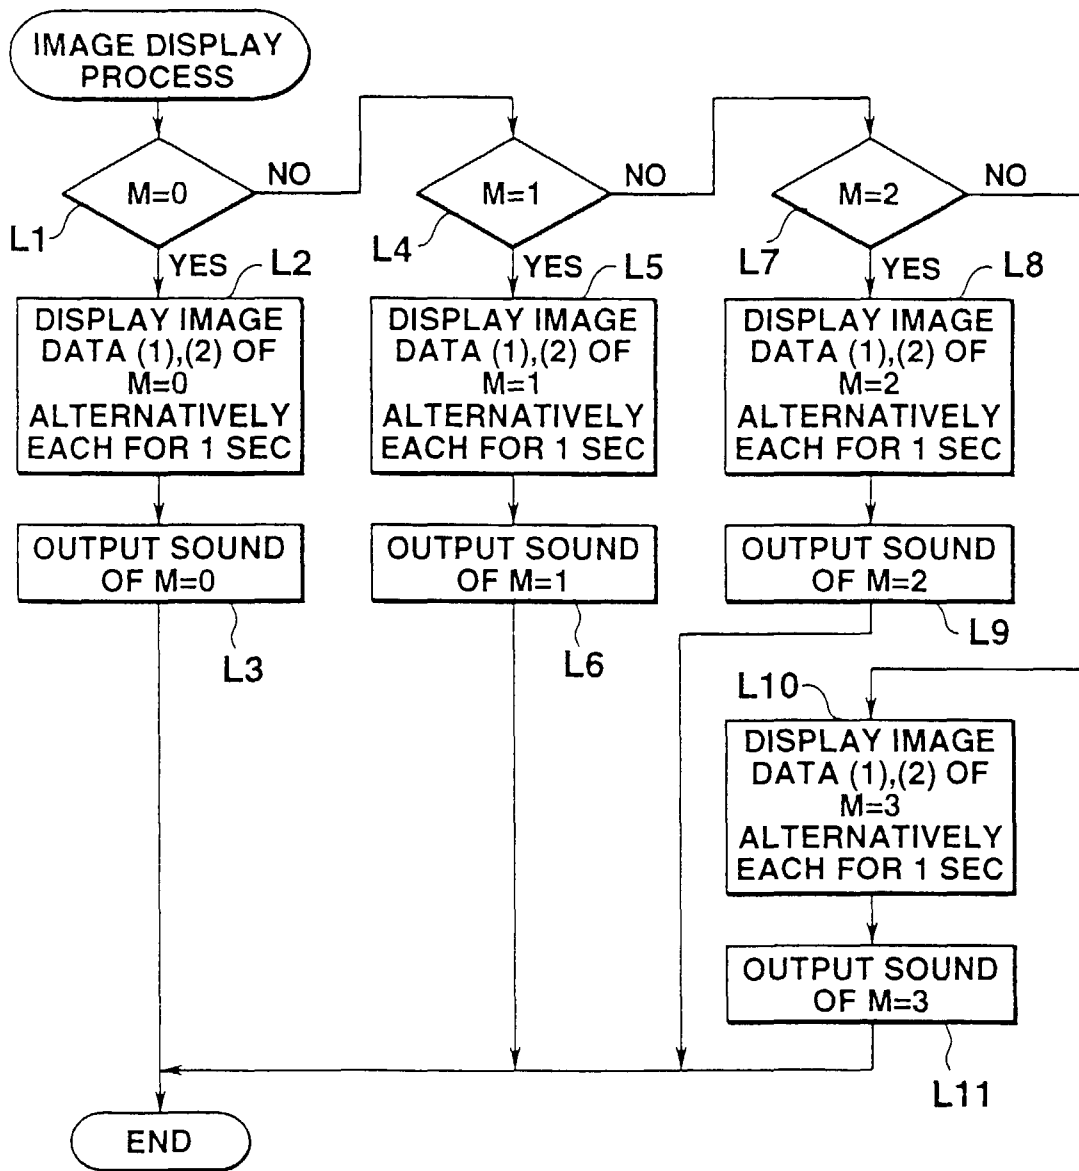 IMAGE DISPLAY
PROCESS
M=0
NO
L1
YES
L2
DISPLAY IMAGE
DATA (1),(2) OF
M=0
ALTERNATIVELY
EACH FOR 1 SEC
OUTPUT SOUND
OF M=0
L3
M=1
NO
L4
YES
L5
DISPLAY IMAGE
DATA (1),(2) OF
M=1
ALTERNATIVELY
EACH FOR 1 SEC
OUTPUT SOUND
OF M=1
L6
M=2
NO
L7
YES
L8
DISPLAY IMAGE
DATA (1),(2) OF
M=2
ALTERNATIVELY
EACH FOR 1 SEC
OUTPUT SOUND
OF M=2
L9
L10
DISPLAY IMAGE
DATA (1),(2) OF
M=3
ALTERNATIVELY
EACH FOR 1 SEC
OUTPUT SOUND
OF M=3
L11
END